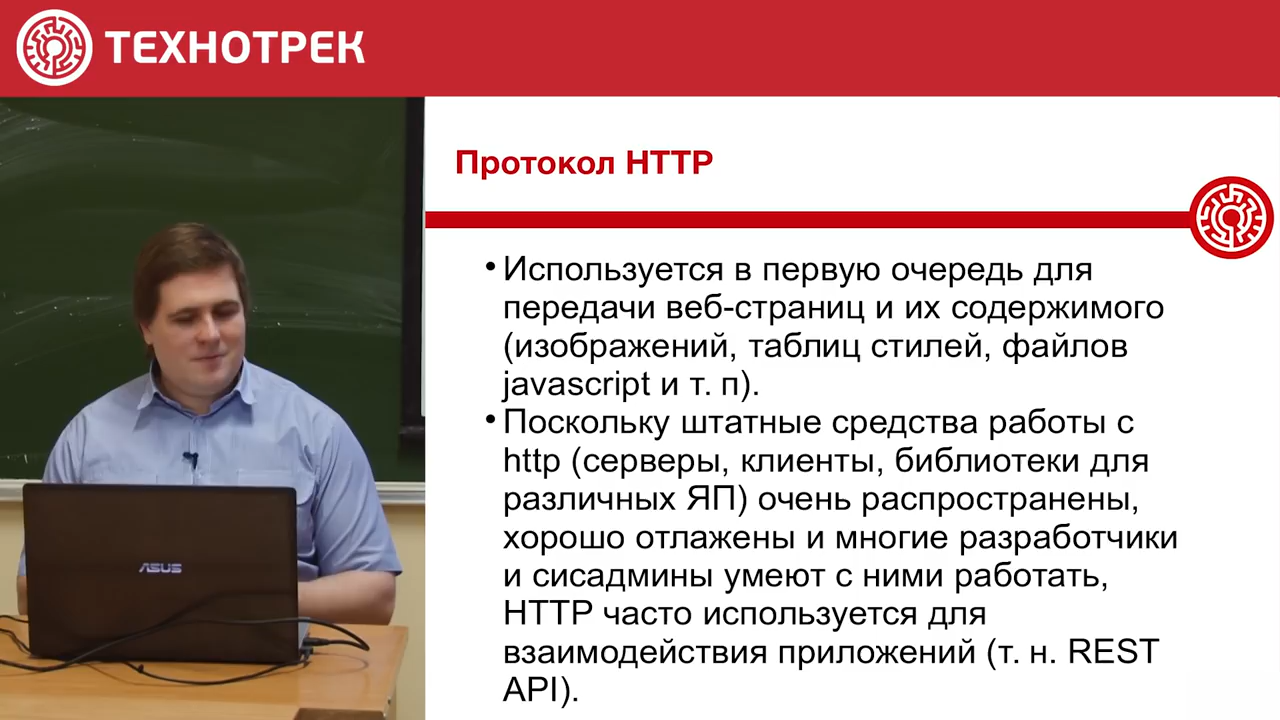 ТЕХНОТРЕК
Протокол HTTP
• Используется в первую очередь для
передачи веб-страниц и их содержимого
(изображений, таблиц стилей, файлов
javascript и т. п).
• Поскольку штатные средства работы с
http (серверы, клиенты, библиотеки для
различных ЯП) очень распространены,
хорошо отлажены и многие разработчики
и сисадмины умеют с ними работать,
HTTP часто используется для
взаимодействия приложений (т. н. REST
API).
ASUS